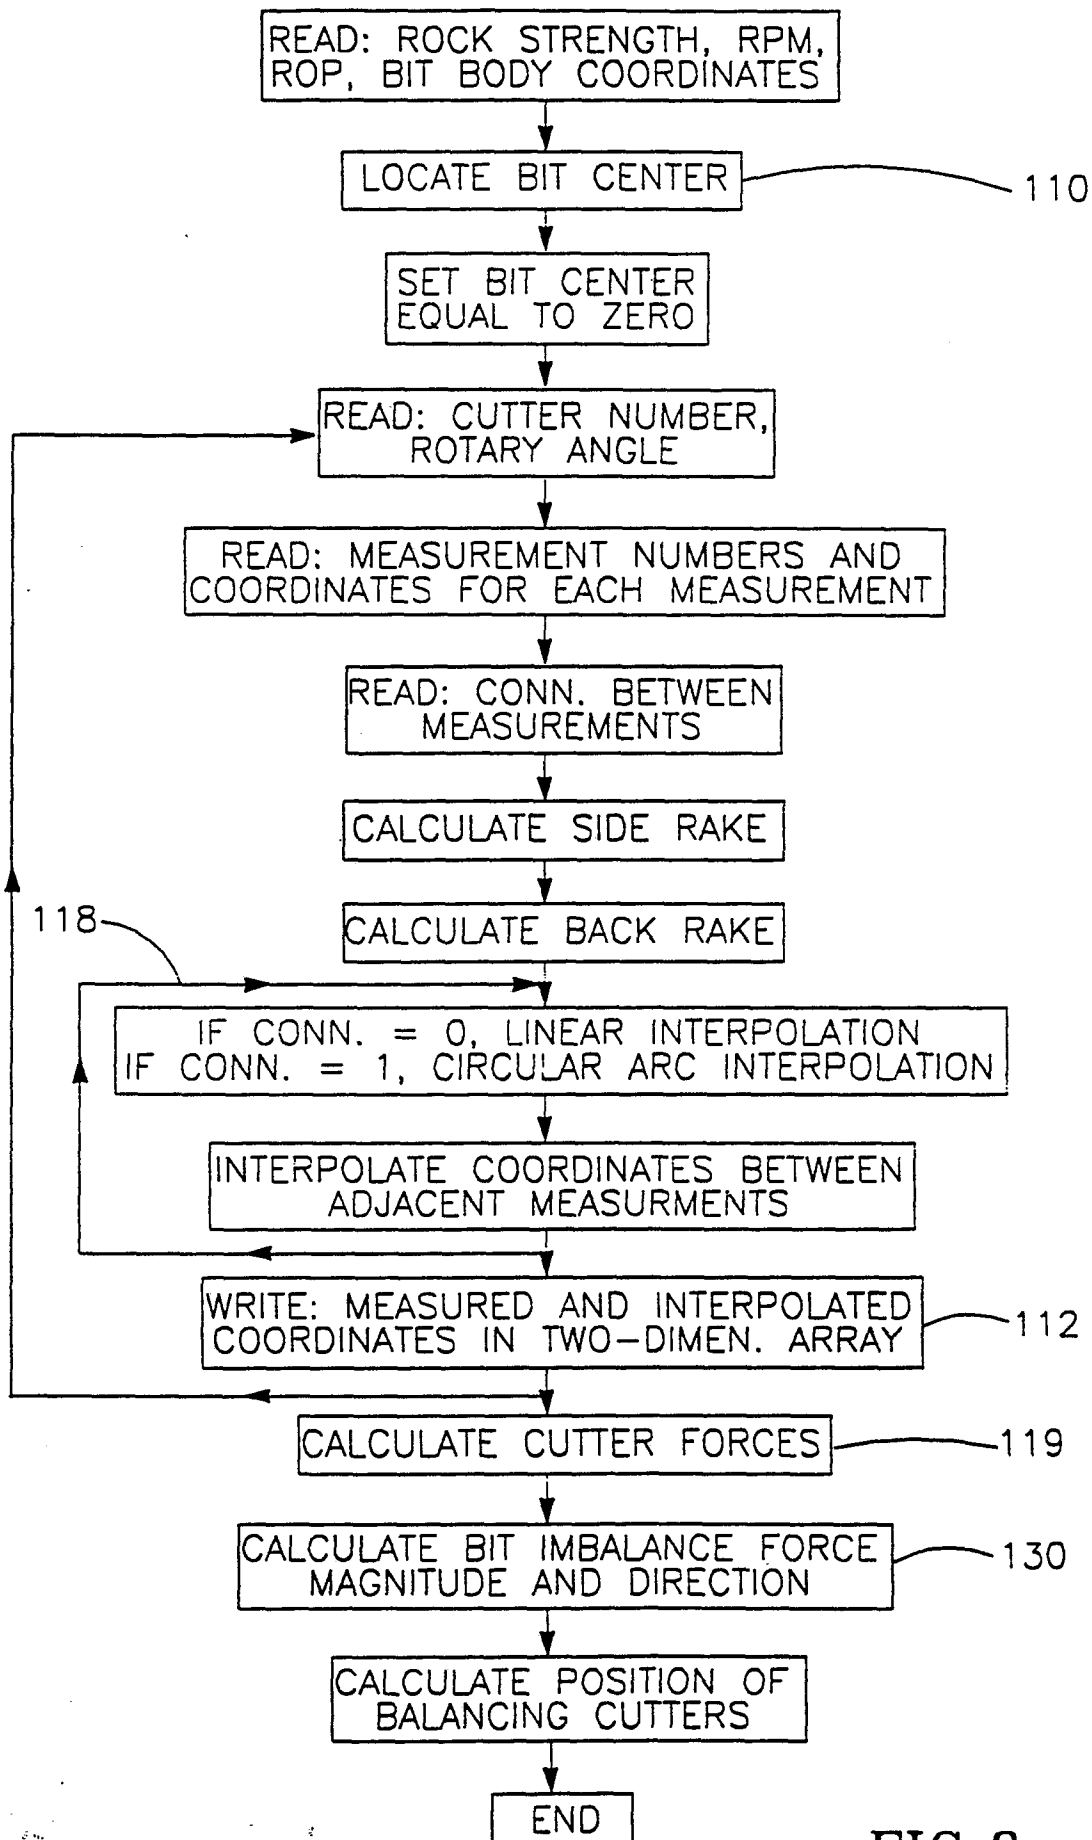 READ: ROCK STRENGTH, RPM,
ROP, BIT BODY COORDINATES
LOCATE BIT CENTER
110
SET BIT CENTER
EQUAL TO ZERO
READ: CUTTER NUMBER,
ROTARY ANGLE
READ: MEASUREMENT NUMBERS AND
COORDINATES FOR EACH MEASUREMENT
READ: CONN. BETWEEN
MEASUREMENTS
CALCULATE SIDE RAKE
118
CALCULATE BACK RAKE
IF CONN. = 0, LINEAR INTERPOLATION
IF CONN. = 1, CIRCULAR ARC INTERPOLATION
INTERPOLATE COORDINATES BETWEEN
ADJACENT MEASURMENTS
WRITE: MEASURED AND INTERPOLATED
COORDINATES IN TWO-DIMEN. ARRAY
112
CALCULATE CUTTER FORCES
119
CALCULATE BIT IMBALANCE FORCE
MAGNITUDE AND DIRECTION
130
CALCULATE POSITION OF
BALANCING CUTTERS
END